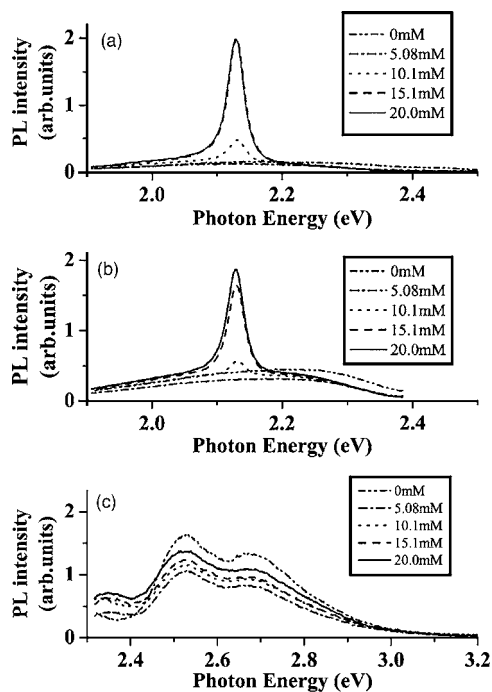 (a)
PL intensity
(arb.units)
2
1
0
0mM
5.08mM
10.1mM
15.1mM
20.0mM
2.0 2.2 2.4
Photon Energy (eV)
(b)
PL intensity
(arb.units)
2
1
0
0mM
5.08mM
10.1mM
15.1mM
20.0mM
2.0 2.2 2.4
Photon Energy (eV)
(c)
PL intensity
(arb.units)
2
1
0
0mM
5.08mM
10.1mM
15.1mM
20.0mM
2.4 2.6 2.8 3.0 3.2
Photon Energy (eV)